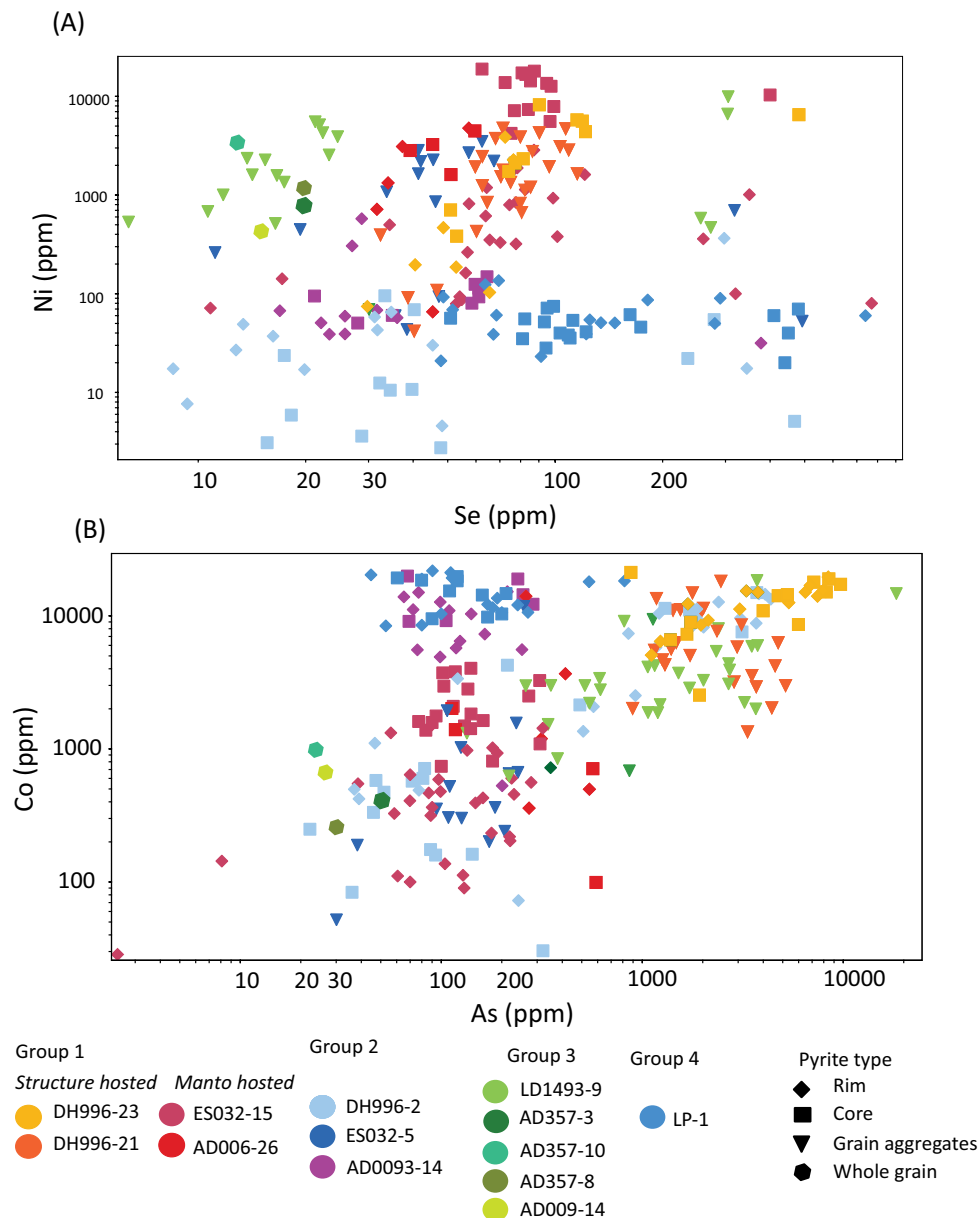 (A)
10000
1000
100
10
Ni (ppm)
10 20 30 100 200
Se (ppm)
(B)
10000
1000
100
Co (ppm)
10 20 30 100 200 1000 10000
As (ppm)
Group 1
Structure hosted Manto hosted
DH996-23 ES032-15
DH996-21 AD006-26
Group 2
DH996-2
ES032-5
AD0093-14
Group 3
LD1493-9
AD357-3
AD357-10
AD357-8
AD009-14
Group 4
LP-1
Pyrite type
Rim
Core
Grain aggregates
Whole grain